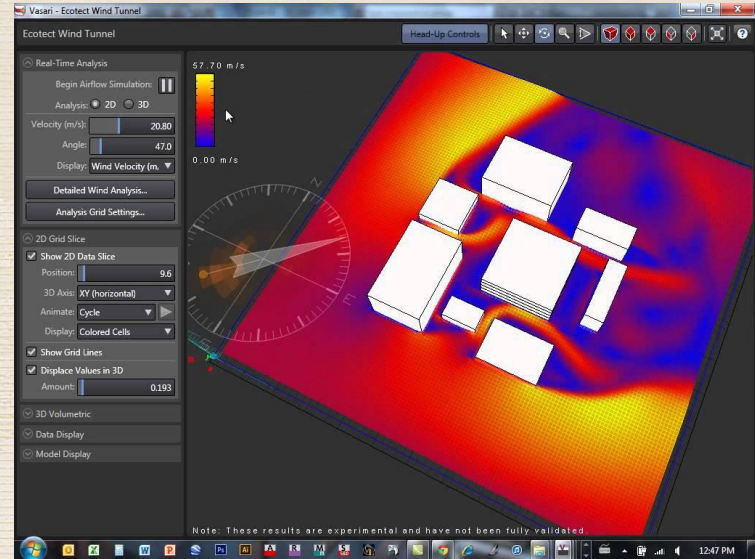 Vasari - Ecotect Wind Tunnel
Ecotect Wind Tunnel
Head-Up Controls
Real-Time Analysis
Begin Airflow Simulation:
Analysis: 2D 3D
Velocity (m/s): 20.80
Angle: 47.0
Display: Wind Velocity (m.
Detailed Wind Analysis...
Analysis Grid Settings...
2D Grid Slice
Show 2D Data Slice
Position: 9.6
3D Axis: XY (horizontal)
Animate: Cycle
Display: Colored Cells
Show Grid Lines
Displace Values in 3D
Amount: 0.193
3D Volumetric
Data Display
Model Display
57.70 m/s
0.00 m/s
N
E
Note: These results are experimental and have not been fully validated.
12:47 PM